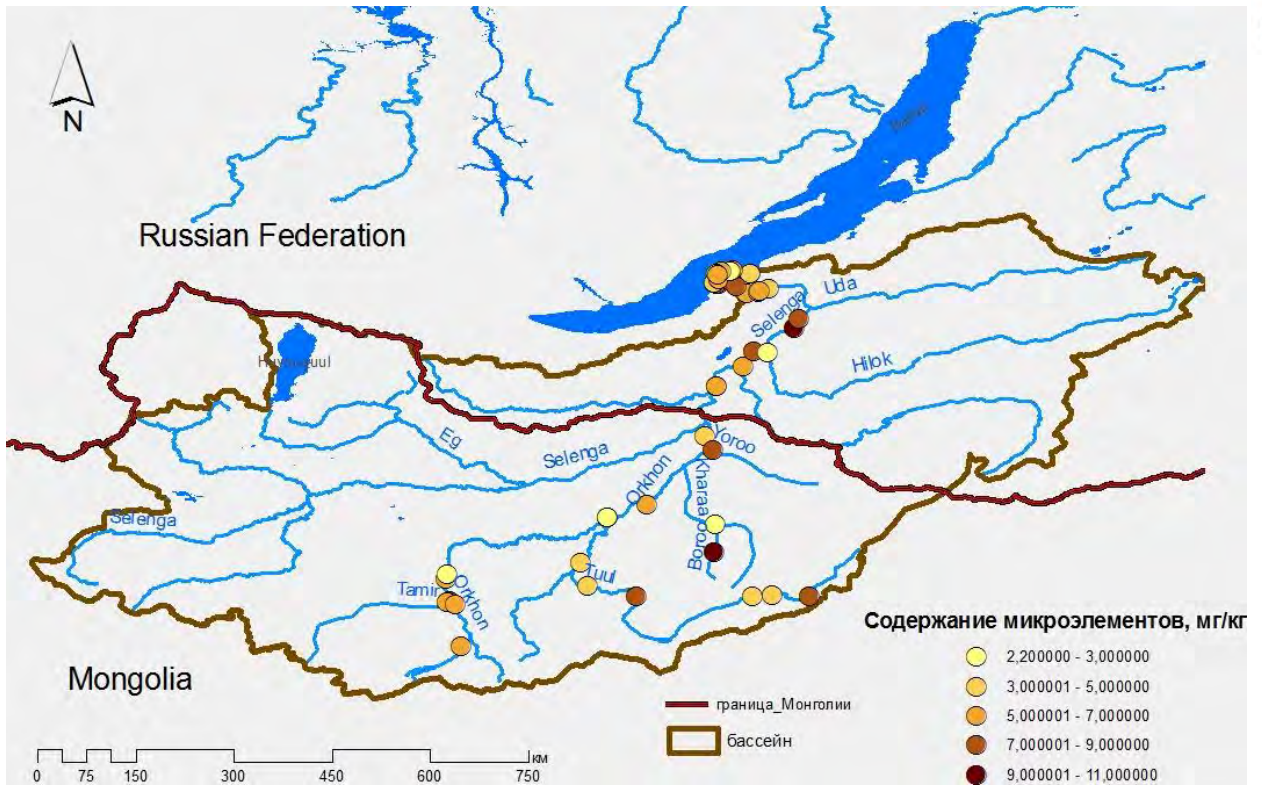 N
Russian Federation
Uda
Selenga
Hilok
Eg
Selenga
Yoroo
Orkhon
Kharaa
Boroo
Selenga
Tuul
Tamir
Orkhon
Mongolia
Содержание микроэлементов, мг/кг
2,200000 - 3,000000
3,000001 - 5,000000
5,000001 - 7,000000
7,000001 - 9,000000
9,000001 - 11,000000
граница_Монголии
бассейн
км
0 75 150 300 450 600 750